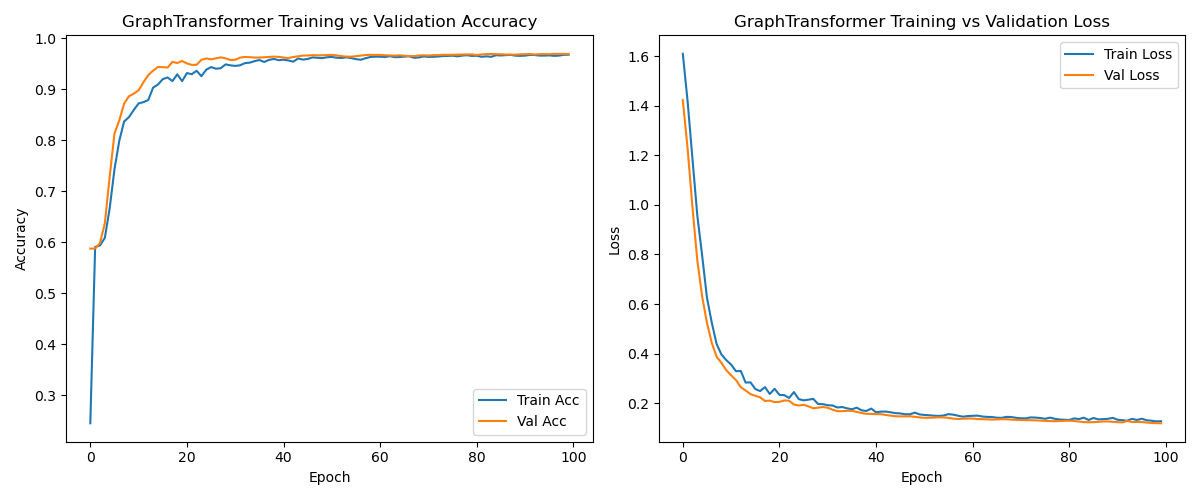 GraphTransformer Training vs Validation Accuracy
1.0
0.9
0.8
0.7
0.6
0.5
0.4
0.3
Accuracy
0 20 40 60 80 100
Epoch
Train Acc
Val Acc
GraphTransformer Training vs Validation Loss
1.6
1.4
1.2
1.0
0.8
0.6
0.4
0.2
Loss
0 20 40 60 80 100
Epoch
Train Loss
Val Loss